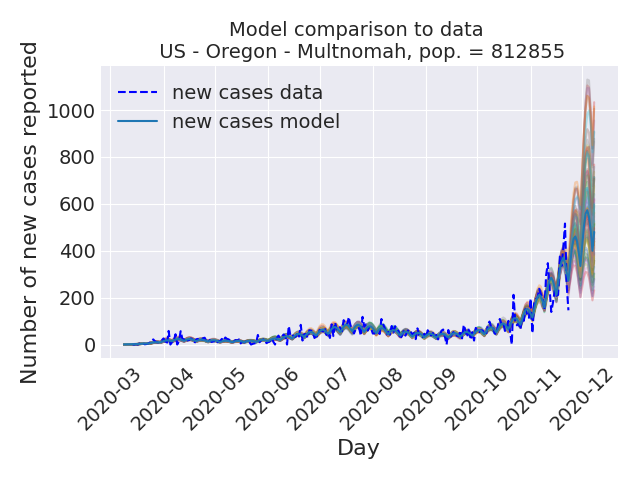 Model comparison to data
US - Oregon - Multnomah, pop. = 812855
Number of new cases reported
1000
800
600
400
200
0
new cases data
new cases model
2020-03
2020-04
2020-05
2020-06
2020-07
2020-08
2020-09
2020-10
2020-11
2020-12
Day